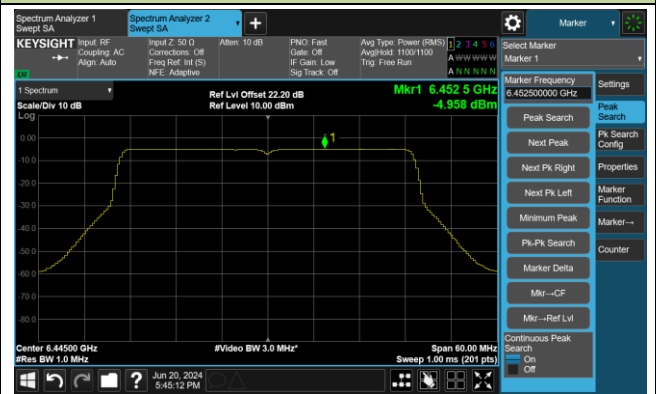 Spectrum Analyzer 1
Swept SA
Spectrum Analyzer 2
Swept SA
+
Marker
KEYSIGHT
Input: RF
Coupling: AC
Align: Auto
Input Z: 50 Ω
Corrections: Off
Freq Ref: Int (S)
NFE: Adaptive
Atten: 10 dB
PNO: Fast
Gate: Off
IF Gain: Low
Sig Track: Off
Avg Type: Power (RMS)
Avg|Hold: 1100/1100
Trig: Free Run
1 2 3 4 5 6
A W W W W W
A N N N N N
Select Marker
Marker 1
LXI
1 Spectrum
Scale/Div 10 dB
Log
Ref Lvl Offset 22.20 dB
Ref Level 10.00 dBm
Mkr1 6.452 5 GHz
-4.958 dBm
1
0.00
-10.0
-20.0
-30.0
-40.0
-50.0
-60.0
-70.0
-80.0
Center 6.44500 GHz
#Res BW 1.0 MHz
#Video BW 3.0 MHz*
Span 60.00 MHz
Sweep 1.00 ms (201 pts)
Marker Frequency
6.452500000 GHz
Peak Search
Next Peak
Next Pk Right
Next Pk Left
Minimum Peak
Pk-Pk Search
Marker Delta
Mkr→CF
Mkr→Ref Lvl
Continuous Peak
Search
On
Off
Settings
Peak
Search
Pk Search
Config
Properties
Marker
Function
Marker→
Counter
?
Jun 20, 2024
5:45:12 PM